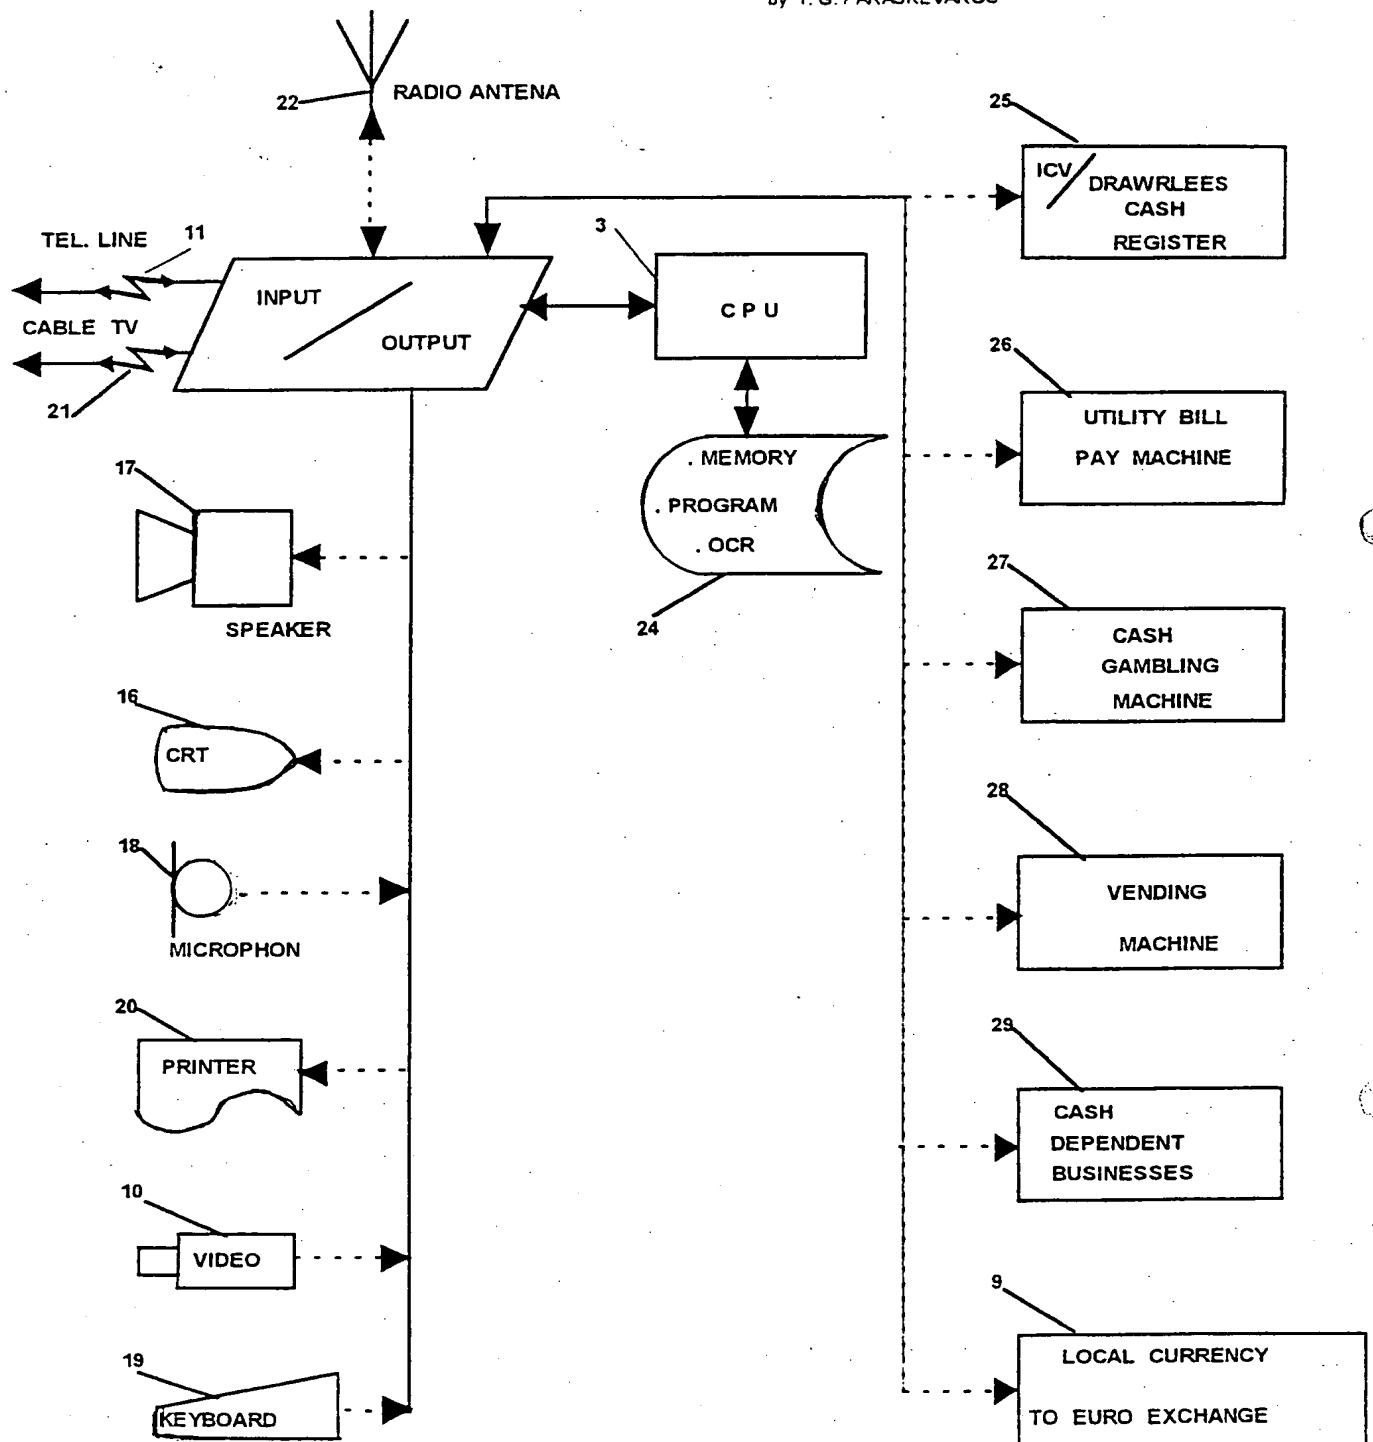 22
RADIO ANTENA
25
ICV
DRAWRLEES
CASH
REGISTER
TEL. LINE
11
3
INPUT
OUTPUT
C P U
CABLE TV
21
26
UTILITY BILL
PAY MACHINE
17
SPEAKER
. MEMORY
. PROGRAM
. OCR
24
27
CASH
GAMBLING
MACHINE
16
CRT
28
VENDING
MACHINE
18
MICROPHON
20
PRINTER
29
CASH
DEPENDENT
BUSINESSES
10
VIDEO
9
LOCAL CURRENCY
TO EURO EXCHANGE
19
KEYBOARD